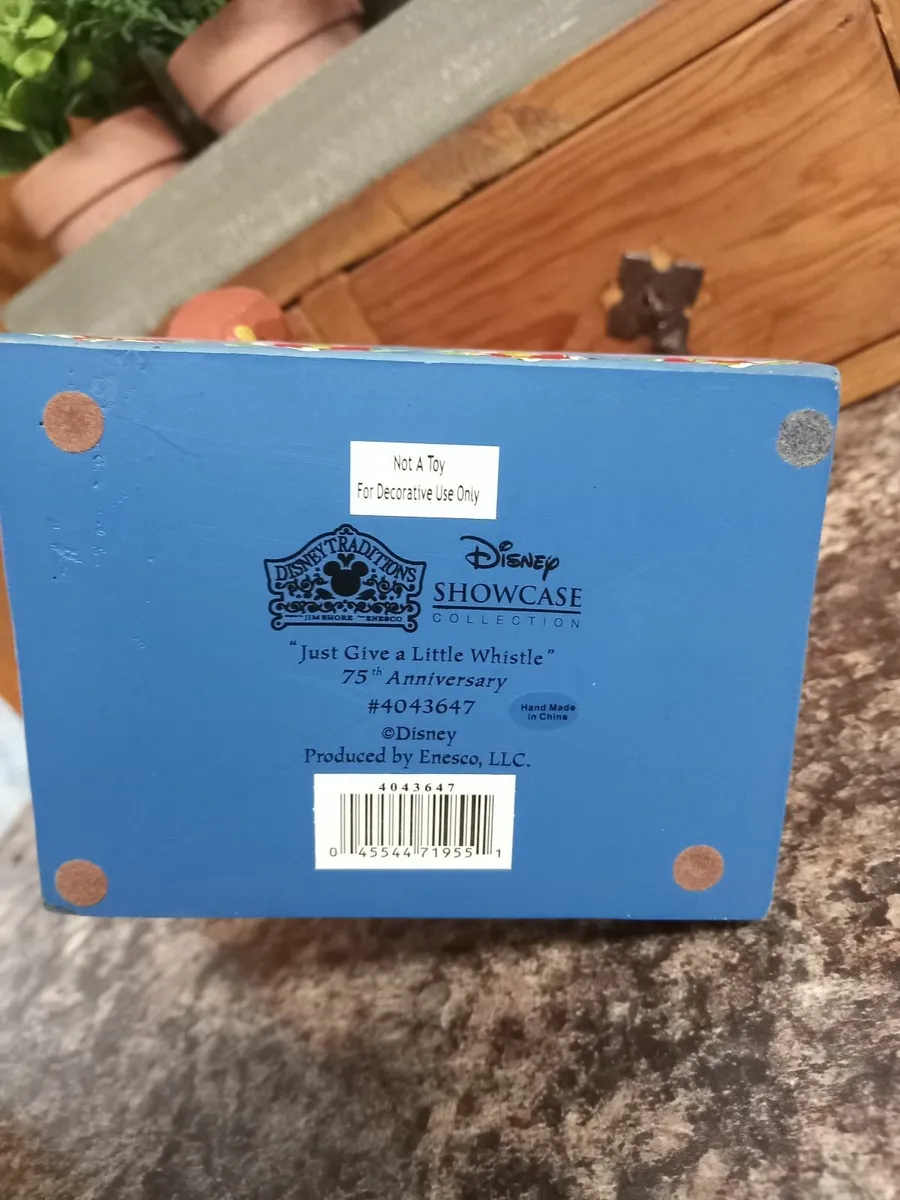 Not A Toy
For Decorative Use Only
DISNEY TRADITIONS
JIM SHORE ENESCO
Disney
SHOWCASE
COLLECTION
"Just Give a Little Whistle"
75th Anniversary
#4043647
Hand Made
In China
©Disney
Produced by Enesco, LLC.
4043647
0 45544 71955 1